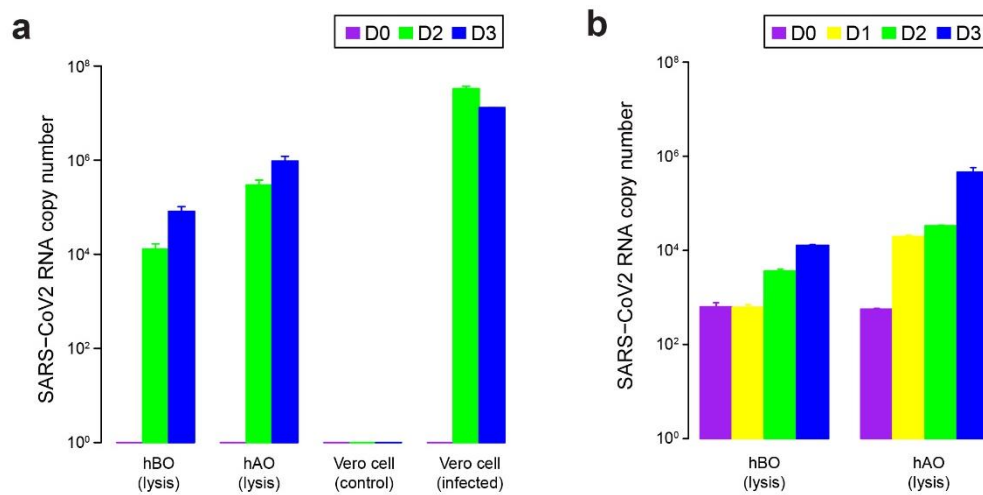 a
D0 D2 D3
SARS−CoV2 RNA copy number
10⁸
10⁶
10⁴
10²
10⁰
hBO
(lysis)
hAO
(lysis)
Vero cell
(control)
Vero cell
(infected)
b
D0 D1 D2 D3
SARS−CoV2 RNA copy number
10⁸
10⁶
10⁴
10²
10⁰
hBO
(lysis)
hAO
(lysis)